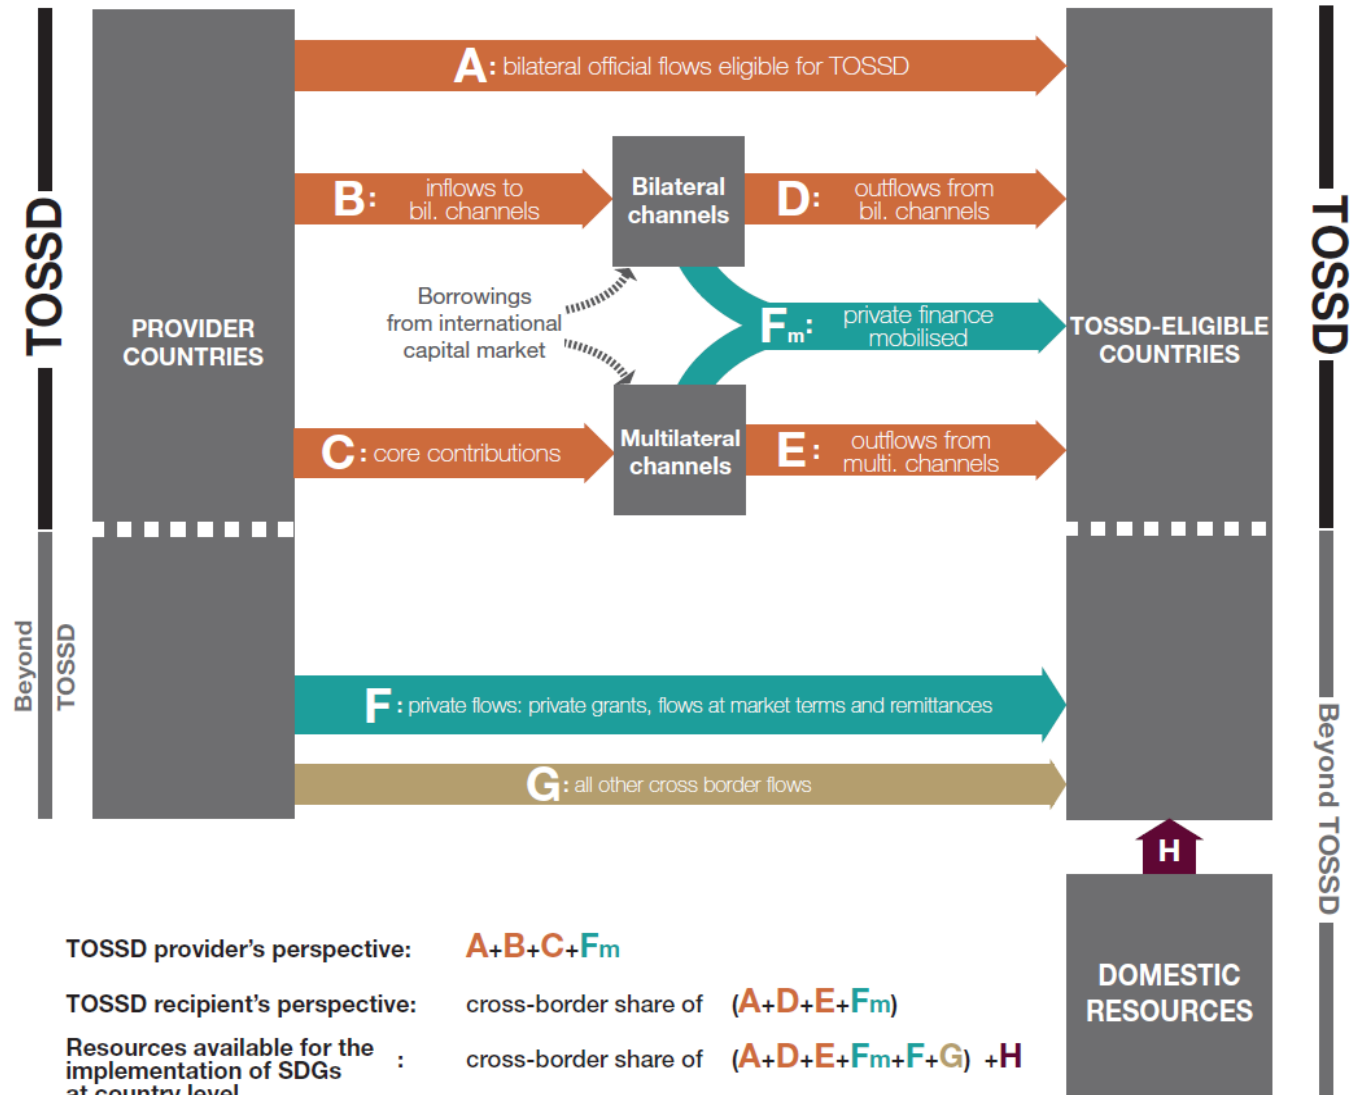 A: bilateral official flows eligible for TOSSD
B: inflows to
bil. channels
Bilateral
channels
D: outflows from
bil. channels
TOSSD
Borrowings
from international
capital market
Fm: private finance
mobilised
PROVIDER
COUNTRIES
TOSSD-ELIGIBLE
COUNTRIES
TOSSD
C: core contributions
Multilateral
channels
E: outflows from
multi. channels
Beyond
TOSSD
F: private flows: private grants, flows at market terms and remittances
G: all other cross border flows
Beyond TOSSD
H
DOMESTIC
RESOURCES
TOSSD provider's perspective: A+B+C+Fm
TOSSD recipient's perspective: cross-border share of (A+D+E+Fm)
Resources available for the
implementation of SDGs : cross-border share of (A+D+E+Fm+F+G) +H
at country level